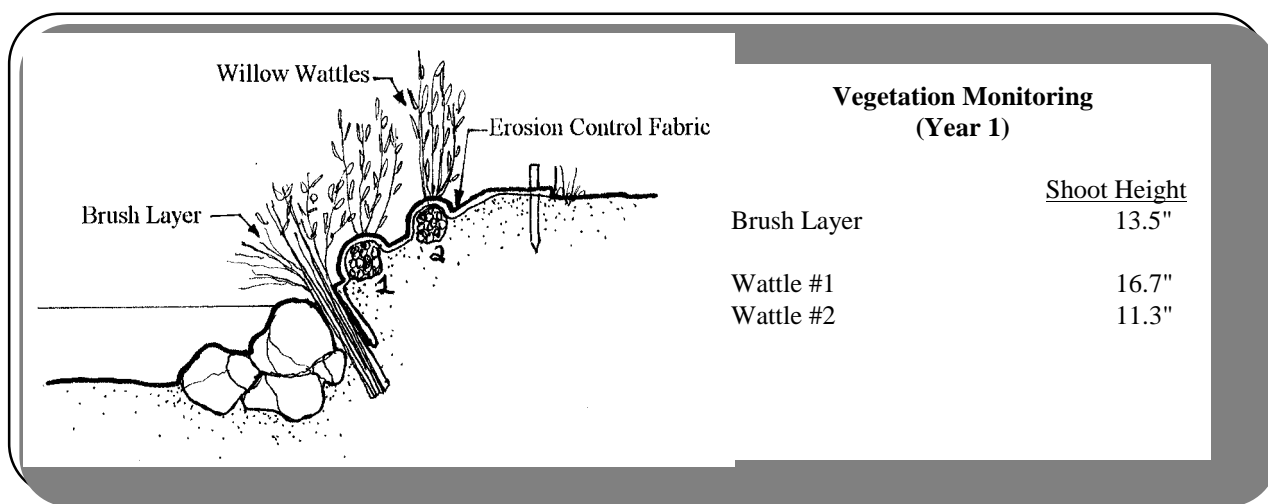 Willow Wattles
Erosion Control Fabric
Brush Layer
1
2
Vegetation Monitoring
(Year 1)
Shoot Height
Brush Layer 13.5"
Wattle #1 16.7"
Wattle #2 11.3"